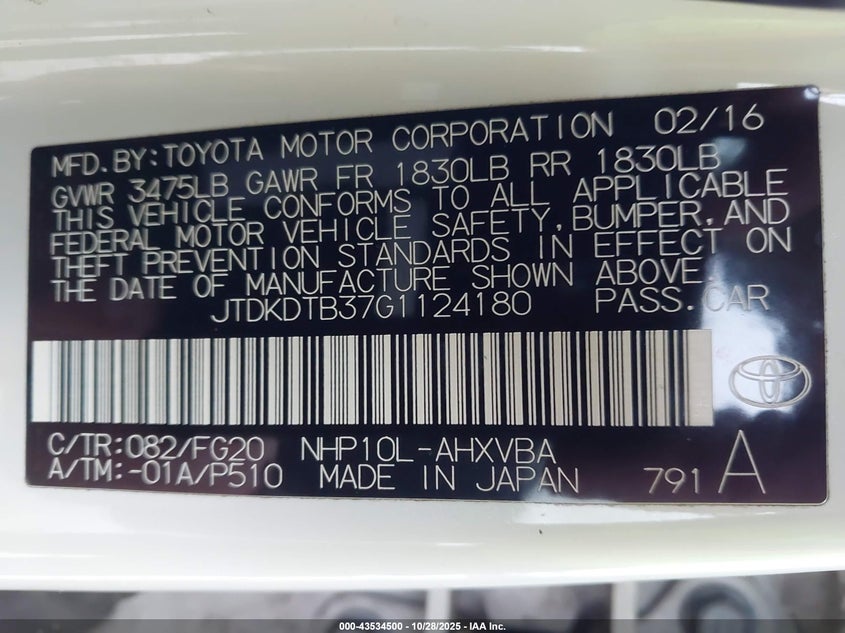 MFD. BY: TOYOTA MOTOR CORPORATION 02/16
GVWR 3475LB GAWR FR 1830LB RR 1830LB
THIS VEHICLE CONFORMS TO ALL APPLICABLE
FEDERAL MOTOR VEHICLE SAFETY, BUMPER, AND
THEFT PREVENTION STANDARDS IN EFFECT ON
THE DATE OF MANUFACTURE SHOWN ABOVE.
JTDKDTB37G1124180 PASS. CAR
C/TR: 082/FG20 NHP10L-AHXVBA
A/TM: -01A/P510 MADE IN JAPAN 791 A
000-43534500 - 10/28/2025 - IAA Inc.